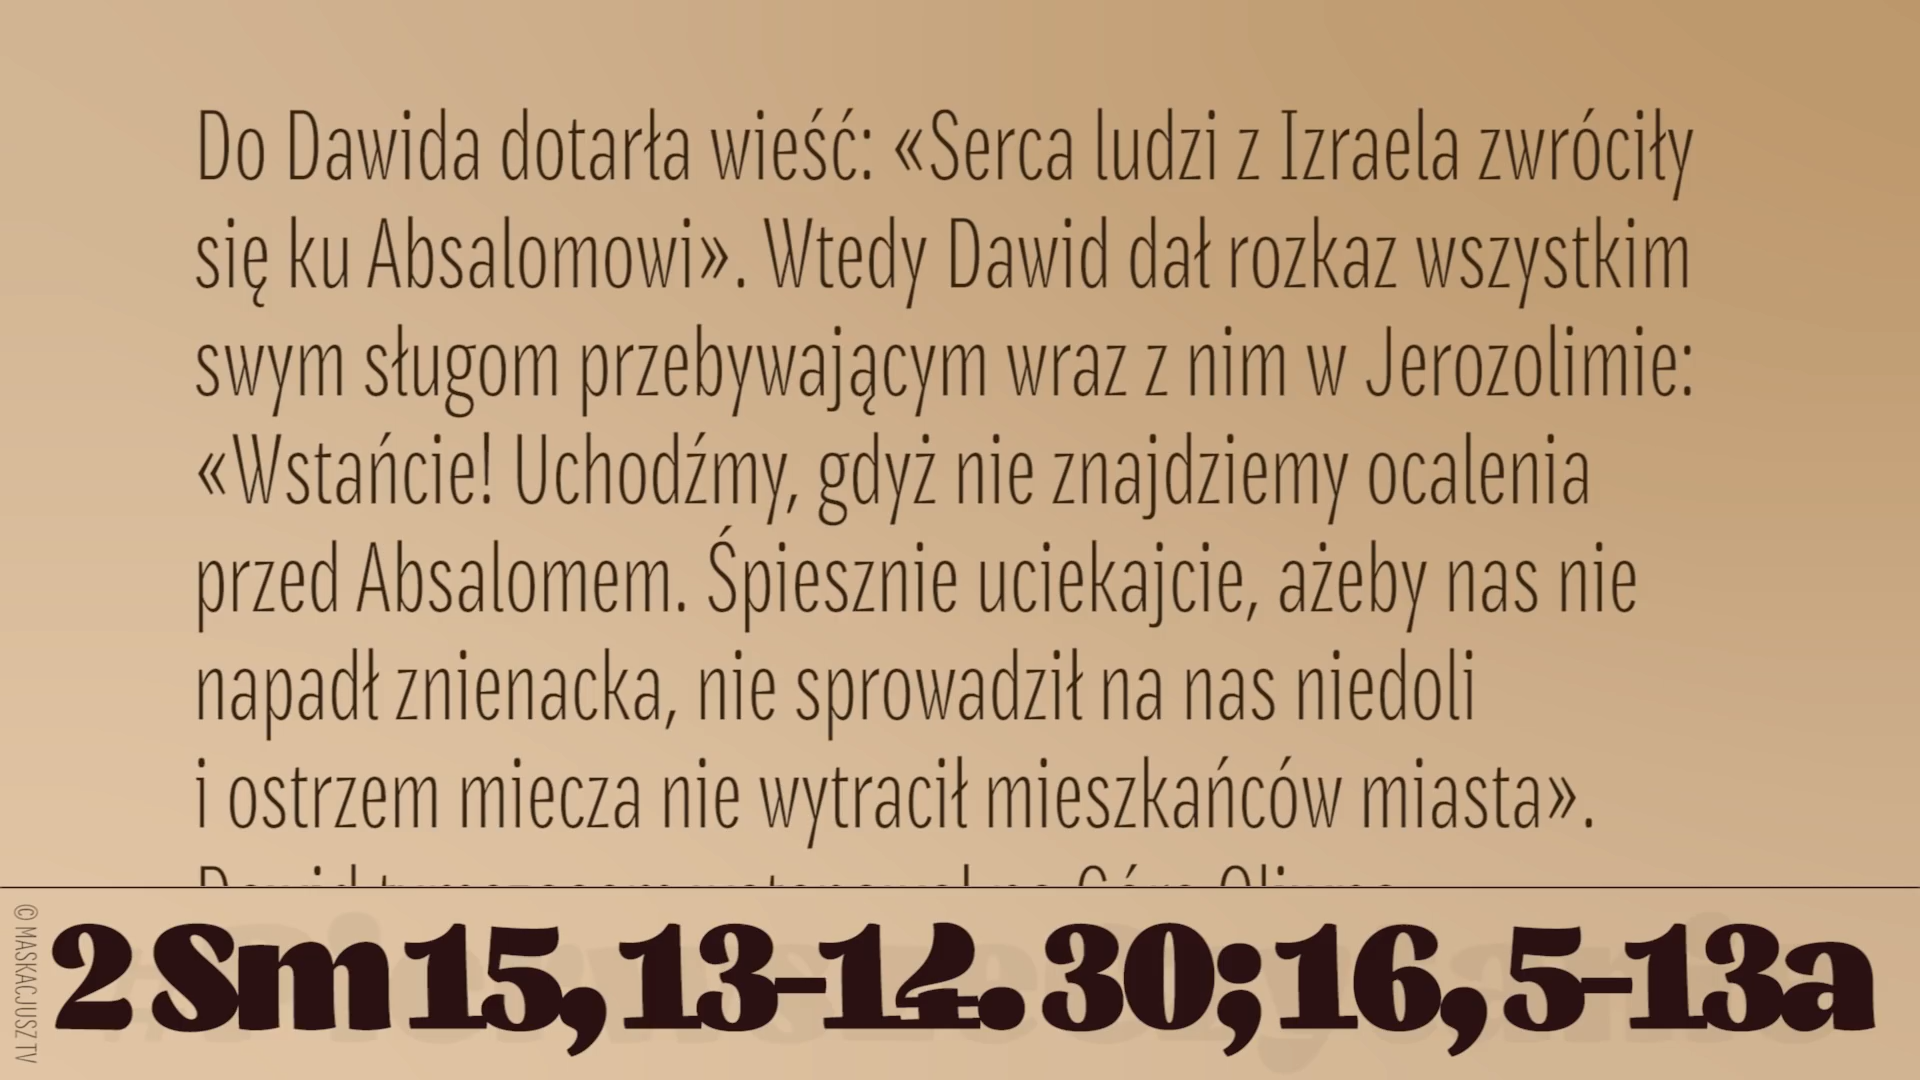 Do Dawida dotarła wieść: «Serca ludzi z Izraela zwróciły
się ku Absalomowi». Wtedy Dawid dał rozkaz wszystkim
swym sługom przebywającym wraz z nim w Jerozolimie:
«Wstańcie! Uchodźmy, gdyż nie znajdziemy ocalenia
przed Absalomem. Śpiesznie uciekajcie, ażeby nas nie
napadł znienacka, nie sprowadził na nas niedoli
i ostrzem miecza nie wytracił mieszkańców miasta».
2 Sm 15, 13-14. 30; 16, 5-13a
© MASKACJUSZ TV